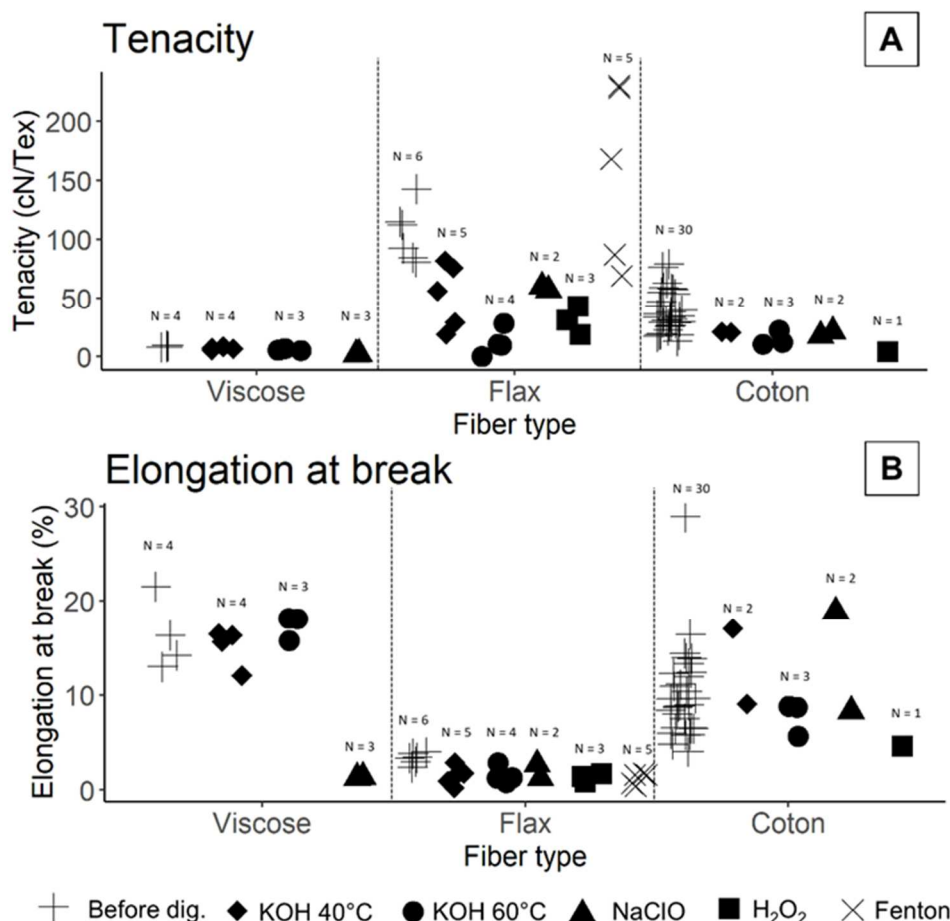 Tenacity
A
Tenacity (cN/Tex)
200
150
100
50
0
N = 4
N = 4
N = 3
N = 3
N = 6
N = 5
N = 4
N = 2
N = 3
N = 5
N = 30
N = 2
N = 3
N = 2
N = 1
Viscose Flax Coton
Fiber type
Elongation at break
B
Elongation at break (%)
30
20
10
0
N = 4
N = 4
N = 3
N = 3
N = 6
N = 5
N = 4
N = 2
N = 3
N = 5
N = 30
N = 2
N = 3
N = 2
N = 1
Viscose Flax Coton
Fiber type
Before dig. KOH 40°C KOH 60°C NaClO H₂O₂ Fenton